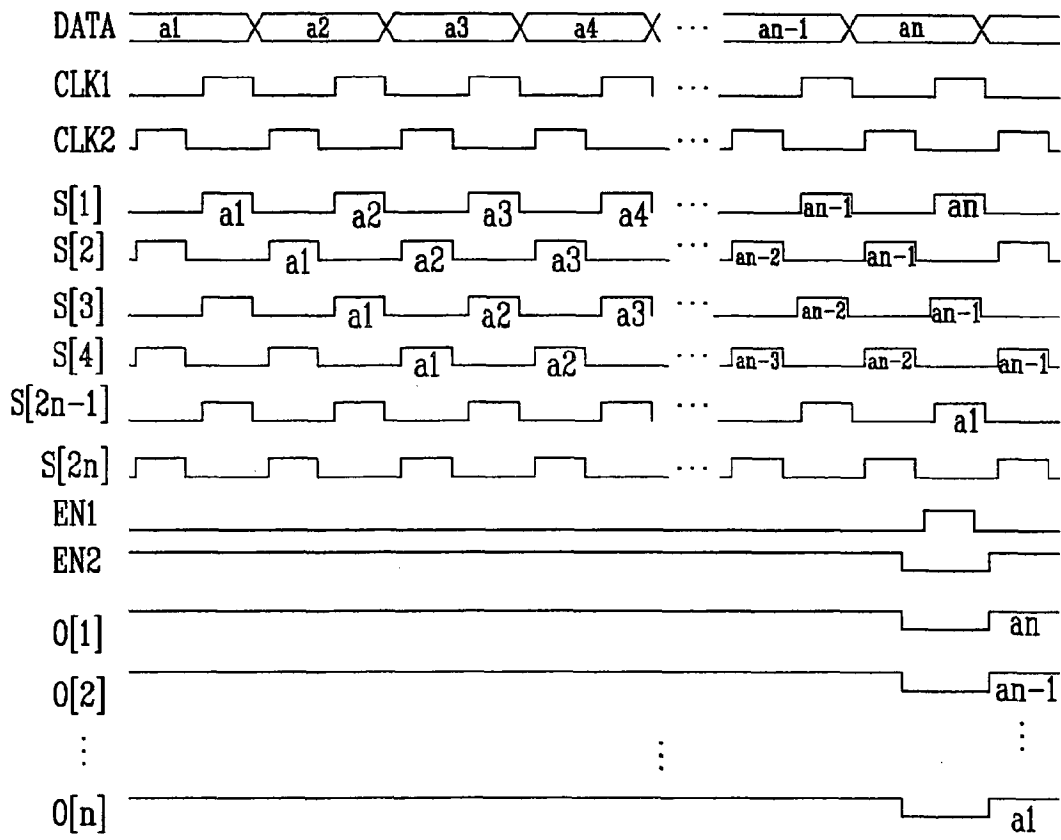 DATA a1 a2 a3 a4 ... an-1 an
CLK1 ...
CLK2 ...
S[1] a1 a2 a3 a4 ... an-1 an
S[2] a1 a2 a3 ... an-2 an-1
S[3] a1 a2 a3 ... an-2 an-1
S[4] a1 a2 ... an-3 an-2 an-1
S[2n-1] ... a1
S[2n] ...
EN1
EN2
O[1] an
O[2] an-1
O[n] a1